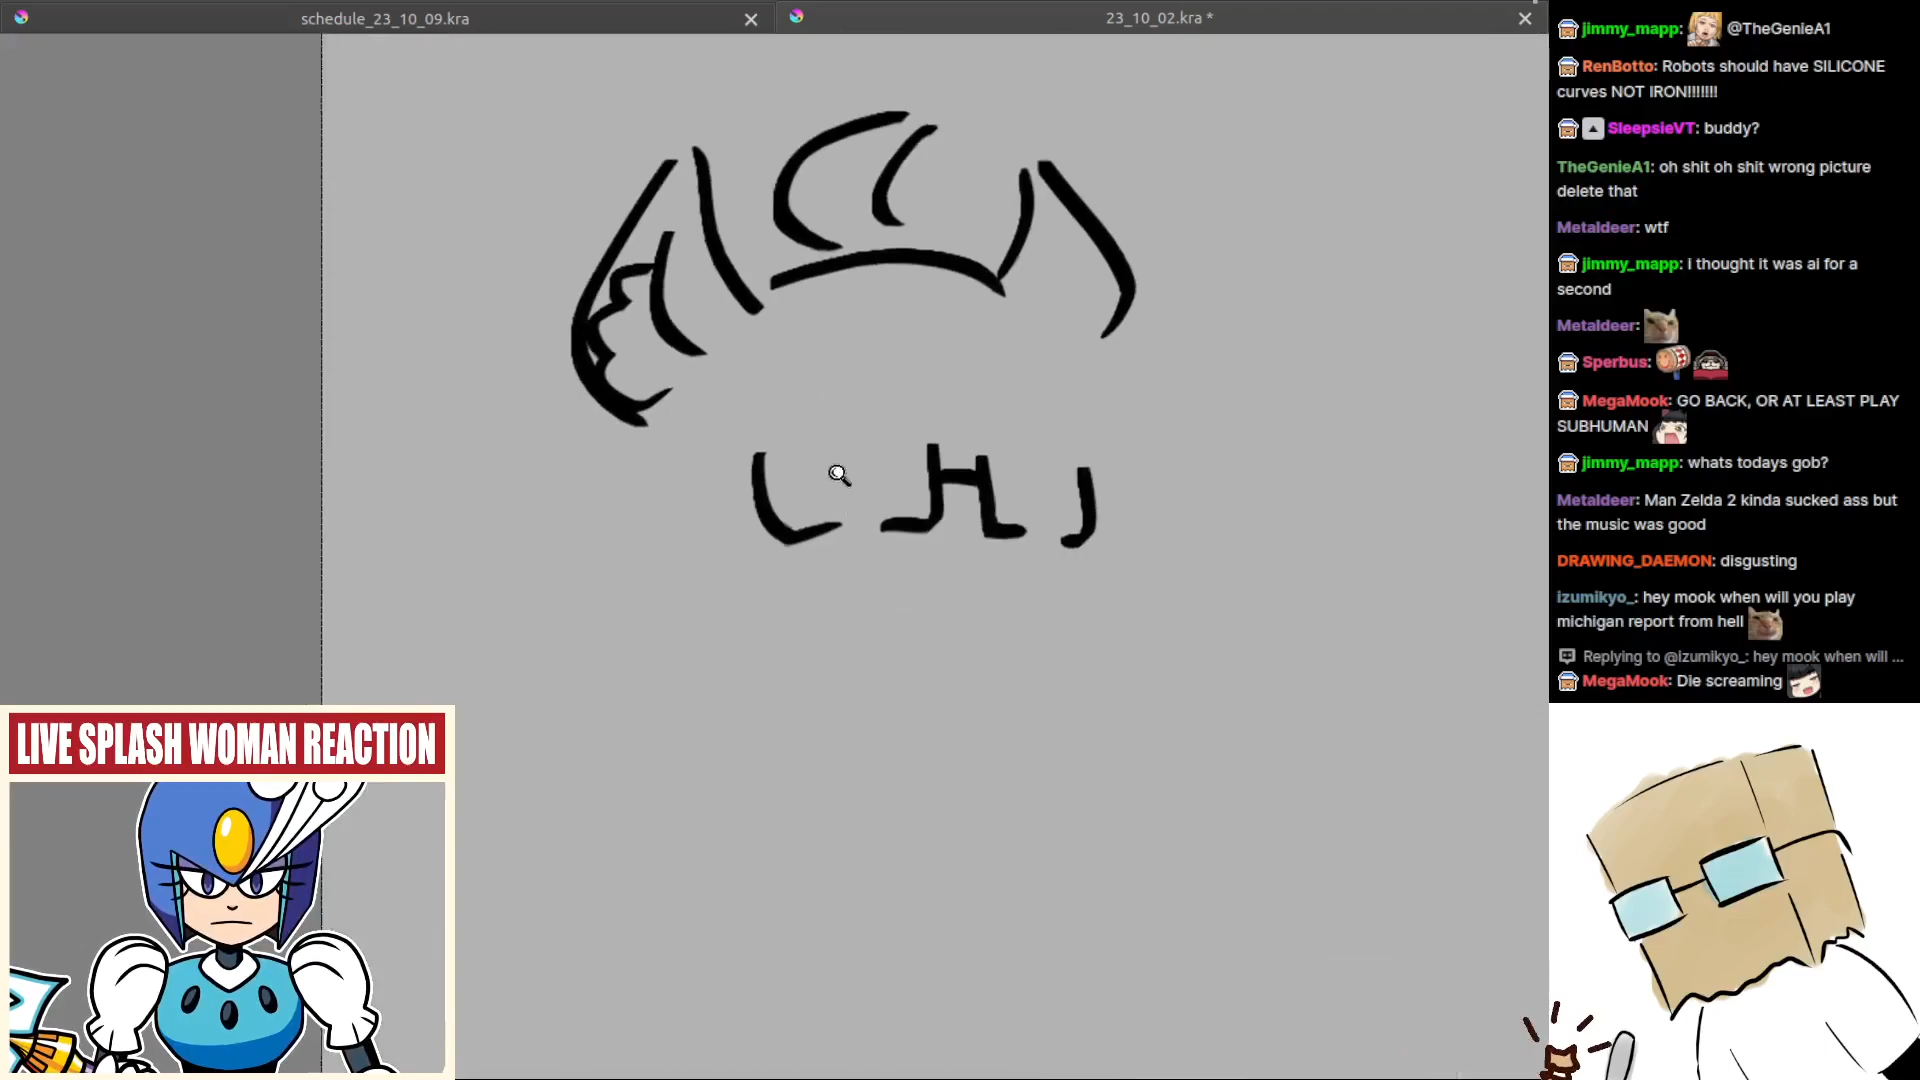 schedule_23_10_09.kra
23_10_02.kra *
jimmy_mapp: @TheGenieA1
RenBotto: Robots should have SILICONE
curves NOT IRON!!!!!!!
SleepsieVT: buddy?
TheGenieA1: oh shit oh shit wrong picture
delete that
Metaldeer: wtf
jimmy_mapp: i thought it was ai for a
second
Metaldeer:
Sperbus:
MegaMook: GO BACK, OR AT LEAST PLAY
SUBHUMAN
jimmy_mapp: whats todays gob?
Metaldeer: Man Zelda 2 kinda sucked ass but
the music was good
DRAWING_DAEMON: disgusting
izumikyo_: hey mook when will you play
michigan report from hell
Replying to @izumikyo_: hey mook when will ...
MegaMook: Die screaming
LIVE SPLASH WOMAN REACTION